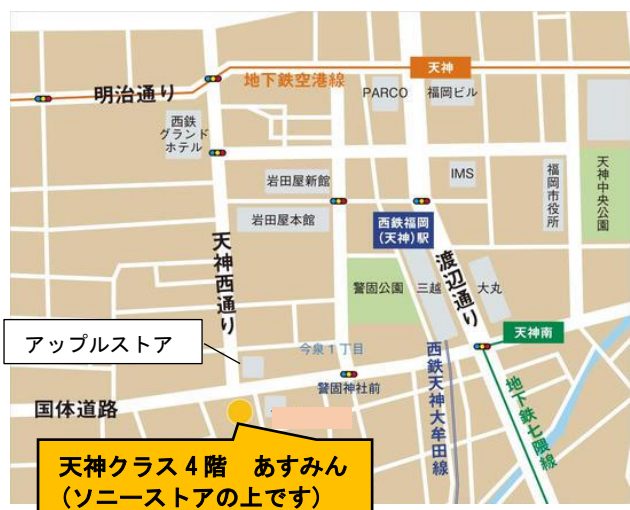 天神
地下鉄空港線
明治通り
PARCO
福岡ビル
西鉄
グランド
ホテル
天神中央公園
岩田屋新館
IMS
福岡市役所
岩田屋本館
西鉄福岡
(天神)駅
天神西通り
渡辺通り
警固公園
三越
大丸
アップルストア
今泉1丁目
天神南
警固神社前
西鉄天神大牟田線
地下鉄七隈線
国体道路
天神クラス4階 あすみん
(ソニーストアの上です)